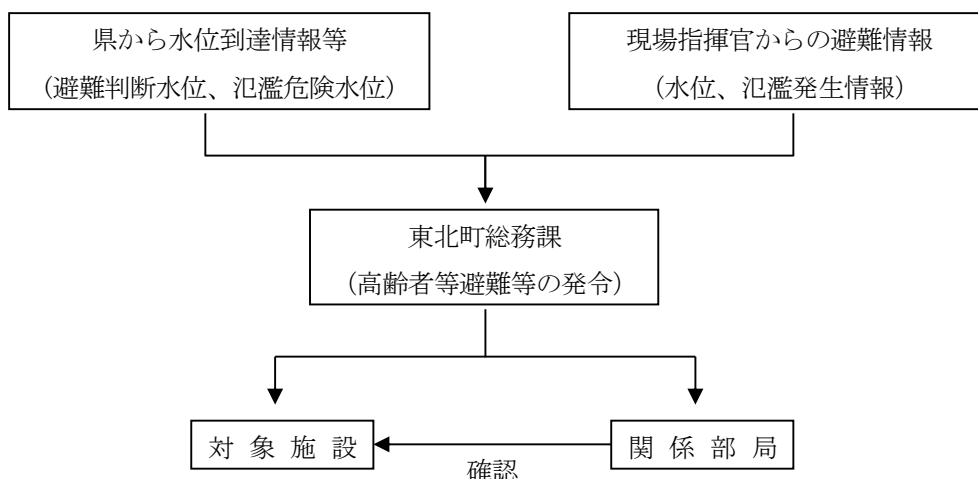 県から水位到達情報等
（避難判断水位、氾濫危険水位）
現場指揮官からの避難情報
（水位、氾濫発生情報）
東北町総務課
（高齢者等避難等の発令）
対 象 施 設
関 係 部 局
確認